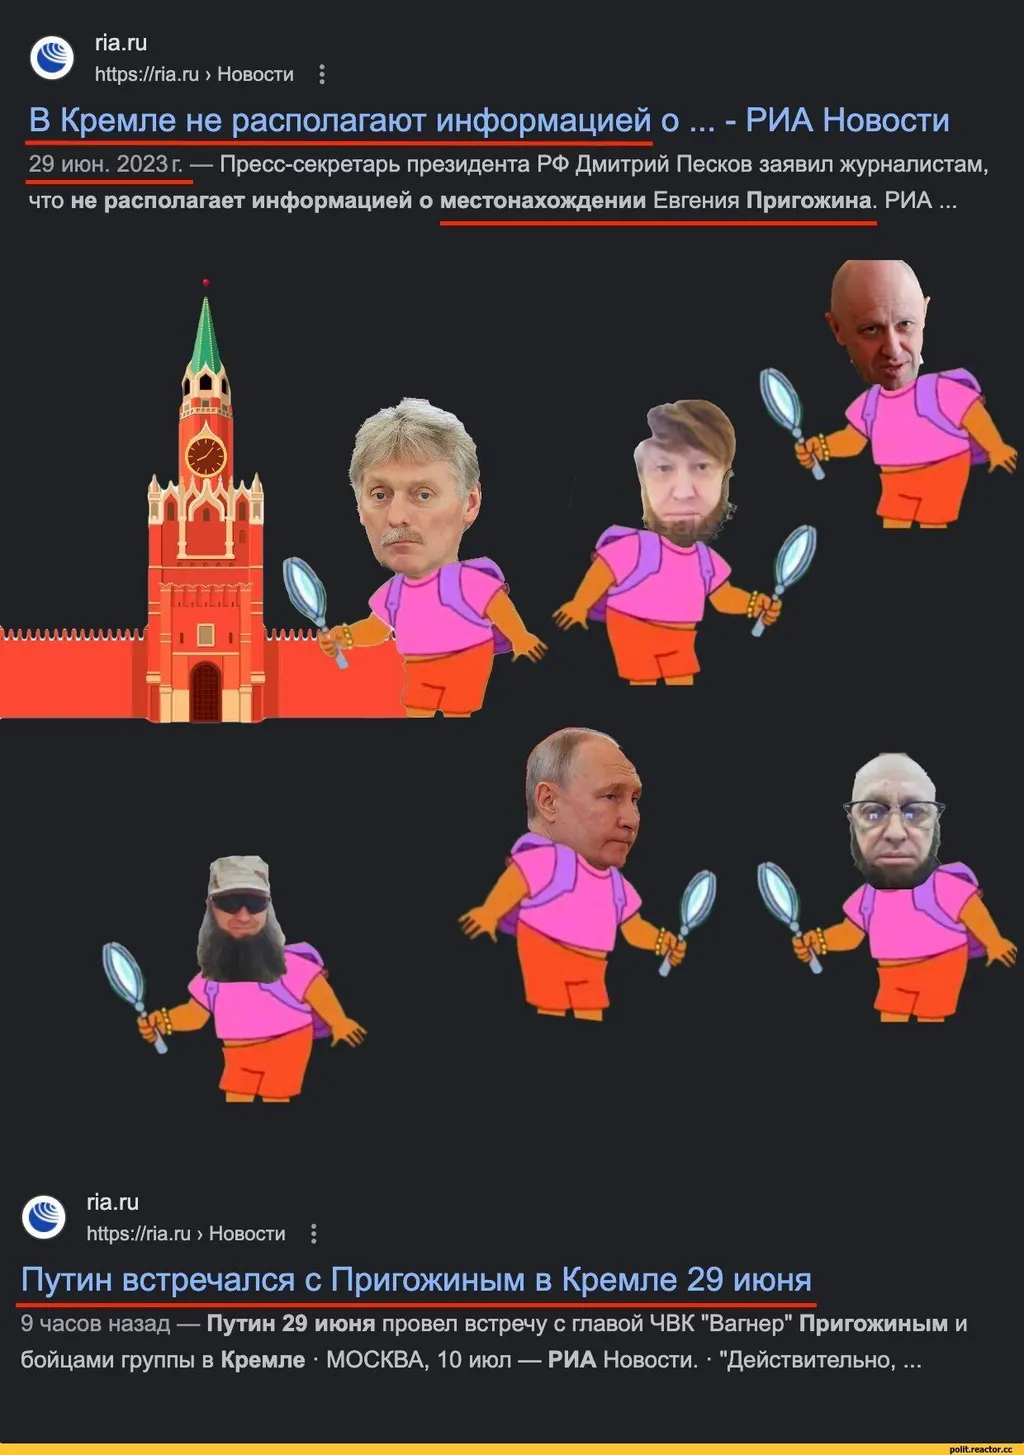 ria.ru
https://ria.ru › Новости
В Кремле не располагают информацией о ... - РИА Новости
29 июн. 2023 г. — Пресс-секретарь президента РФ Дмитрий Песков заявил журналистам,
что не располагает информацией о местонахождении Евгения Пригожина. РИА ...
ria.ru
https://ria.ru › Новости
Путин встречался с Пригожиным в Кремле 29 июня
9 часов назад — Путин 29 июня провел встречу с главой ЧВК "Вагнер" Пригожиным и
бойцами группы в Кремле · МОСКВА, 10 июл — РИА Новости. · "Действительно, ...
polit.reactor.cc